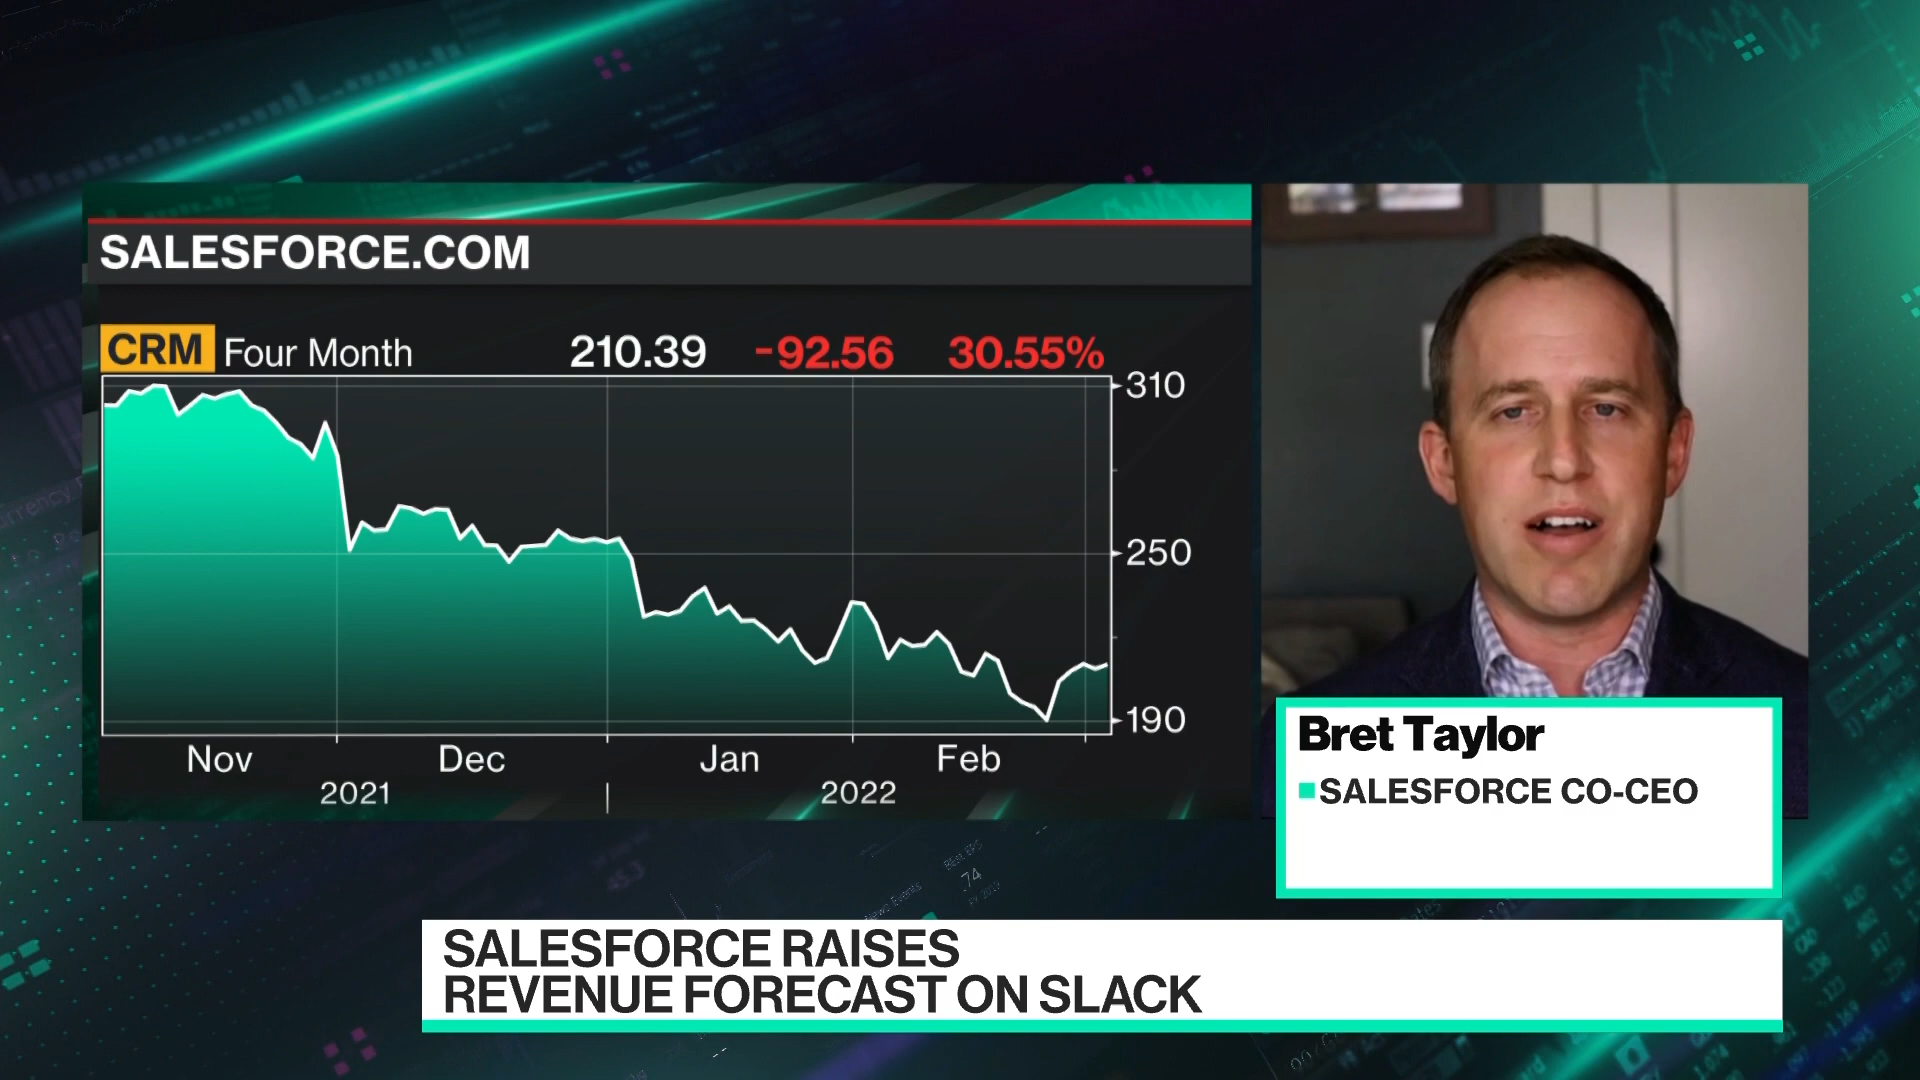 SALESFORCE.COM
CRM Four Month 210.39 -92.56 30.55%
310
250
190
Nov Dec Jan Feb
2021 2022
Bret Taylor
SALESFORCE CO-CEO
SALESFORCE RAISES
REVENUE FORECAST ON SLACK